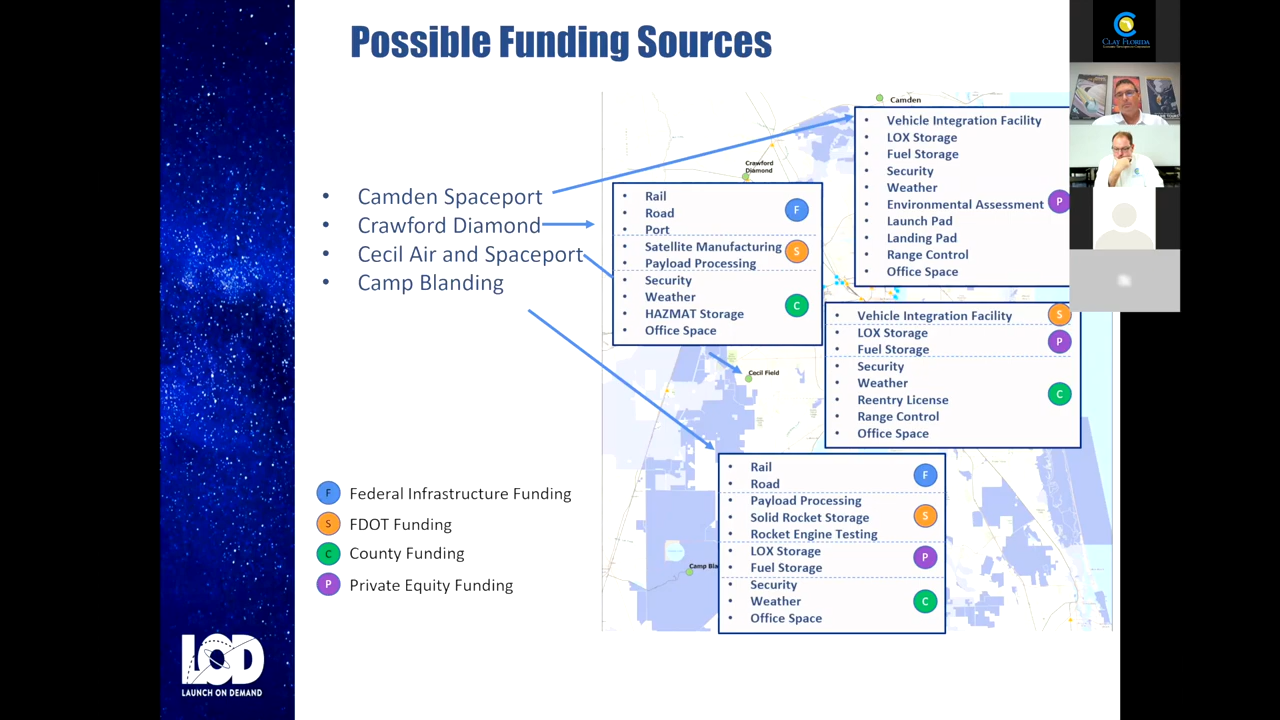 Possible Funding Sources
• Camden Spaceport
• Crawford Diamond
• Cecil Air and Spaceport
• Camp Blanding
F Federal Infrastructure Funding
S FDOT Funding
C County Funding
P Private Equity Funding
LOD
LAUNCH ON DEMAND
Camden
Crawford
Diamond
Cecil Field
Camp Bla
• Rail
• Road
• Port
F
• Satellite Manufacturing
• Payload Processing
S
• Security
• Weather
• HAZMAT Storage
• Office Space
C
• Vehicle Integration Facility
• LOX Storage
• Fuel Storage
• Security
• Weather
• Environmental Assessment
• Launch Pad
• Landing Pad
• Range Control
• Office Space
P
• Vehicle Integration Facility
S
• LOX Storage
• Fuel Storage
P
• Security
• Weather
• Reentry License
• Range Control
• Office Space
C
• Rail
• Road
F
• Payload Processing
• Solid Rocket Storage
• Rocket Engine Testing
S
• LOX Storage
• Fuel Storage
P
• Security
• Weather
• Office Space
C
CLAY FLORIDA